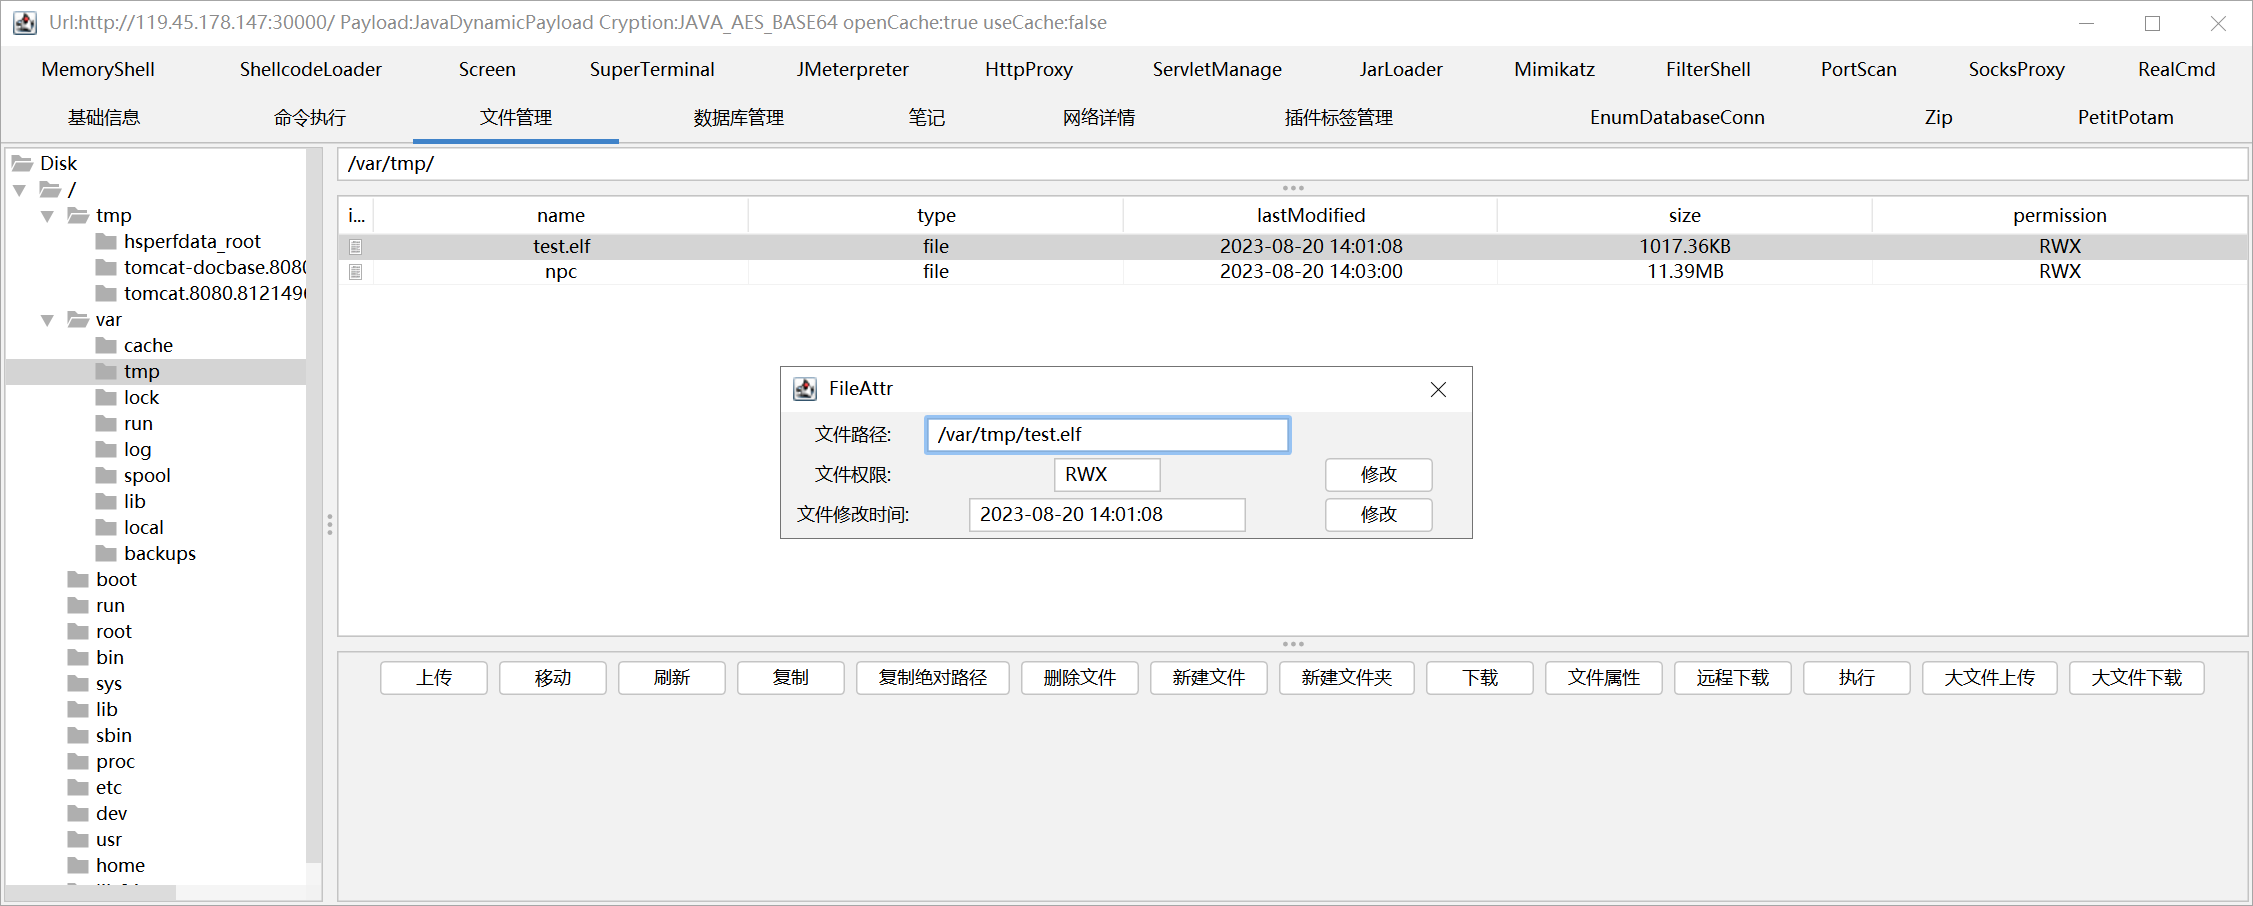 Url:http://119.45.178.147:30000/ Payload:JavaDynamicPayload Cryption:JAVA_AES_BASE64 openCache:true useCache:false
MemoryShell ShellcodeLoader Screen SuperTerminal JMeterpreter HttpProxy ServletManage JarLoader Mimikatz FilterShell PortScan SocksProxy RealCmd
基础信息 命令执行 文件管理 数据库管理 笔记 网络详情 插件标签管理 EnumDatabaseConn Zip PetitPotam
Disk
/
tmp
hsperfdata_root
tomcat-docbase.8080
tomcat.8080.8121496
var
cache
tmp
lock
run
log
spool
lib
local
backups
boot
run
root
bin
sys
lib
sbin
proc
etc
dev
usr
home
/var/tmp/
i... name type lastModified size permission
test.elf file 2023-08-20 14:01:08 1017.36KB RWX
npc file 2023-08-20 14:03:00 11.39MB RWX
FileAttr
文件路径: /var/tmp/test.elf
文件权限: RWX 修改
文件修改时间: 2023-08-20 14:01:08 修改
上传 移动 刷新 复制 复制绝对路径 删除文件 新建文件 新建文件夹 下载 文件属性 远程下载 执行 大文件上传 大文件下载